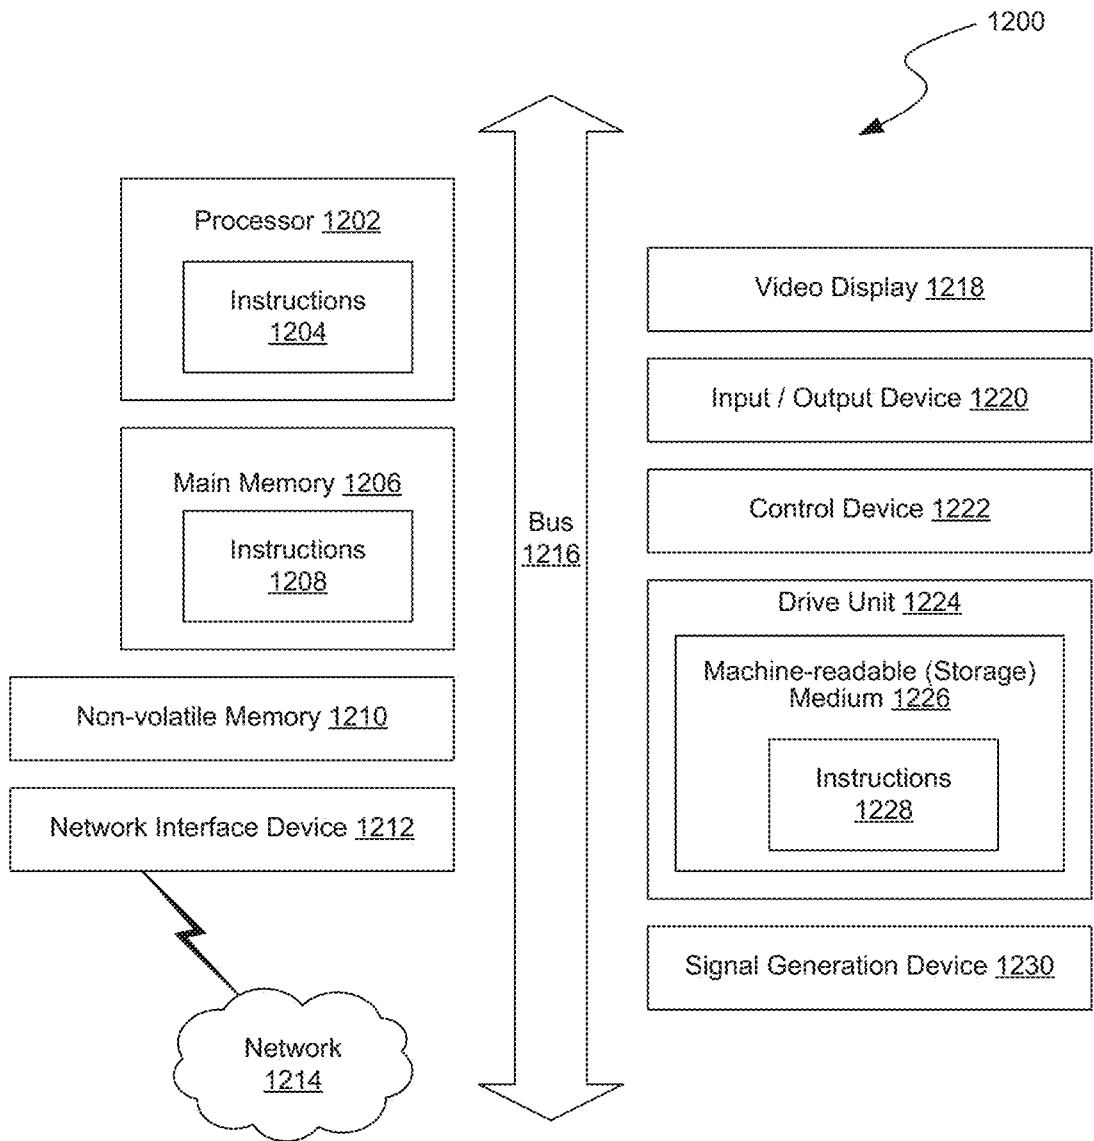 1200
Processor 1202
Instructions
1204
Main Memory 1206
Instructions
1208
Non-volatile Memory 1210
Network Interface Device 1212
Network
1214
Bus
1216
Video Display 1218
Input / Output Device 1220
Control Device 1222
Drive Unit 1224
Machine-readable (Storage)
Medium 1226
Instructions
1228
Signal Generation Device 1230